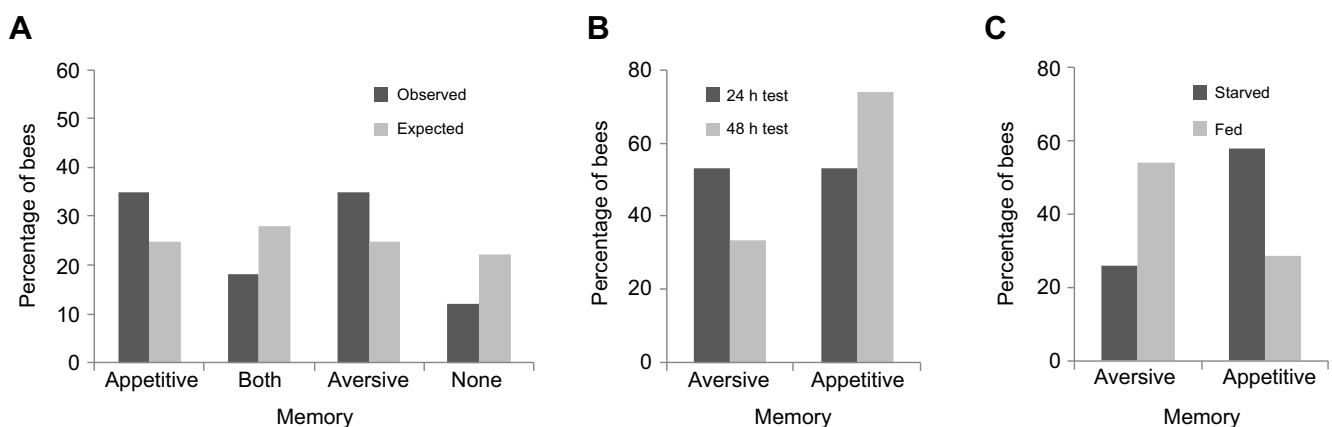 A
60
50
40
30
20
10
0
Percentage of bees
Observed
Expected
Appetitive Both Aversive None
Memory
B
80
60
40
20
0
Percentage of bees
24 h test
48 h test
Aversive Appetitive
Memory
C
80
60
40
20
0
Percentage of bees
Starved
Fed
Aversive Appetitive
Memory